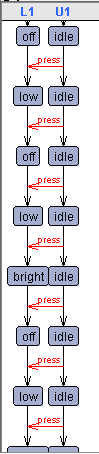 L1 U1
off idle
press
low idle
press
off idle
press
low idle
press
bright idle
press
off idle
press
low idle
press